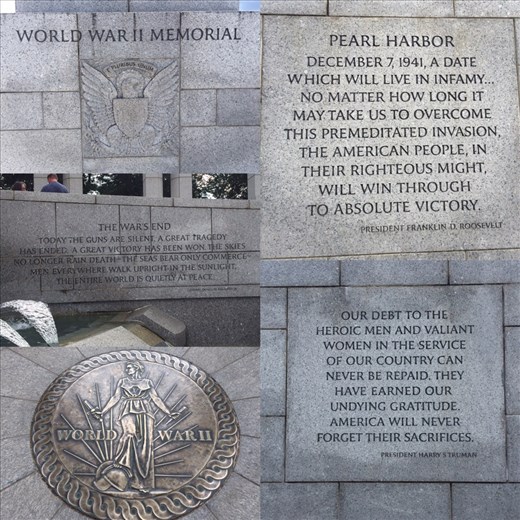 WORLD WAR II MEMORIAL
E PLURIBUS UNUM
THE WAR'S END
TODAY THE GUNS ARE SILENT. A GREAT TRAGEDY
HAS ENDED. A GREAT VICTORY HAS BEEN WON. THE SKIES
NO LONGER RAIN DEATH - THE SEAS BEAR ONLY COMMERCE -
MEN EVERYWHERE WALK UPRIGHT IN THE SUNLIGHT.
THE ENTIRE WORLD IS QUIETLY AT PEACE.
WORLD WAR II
PEARL HARBOR
DECEMBER 7, 1941, A DATE
WHICH WILL LIVE IN INFAMY...
NO MATTER HOW LONG IT
MAY TAKE US TO OVERCOME
THIS PREMEDITATED INVASION,
THE AMERICAN PEOPLE, IN
THEIR RIGHTEOUS MIGHT,
WILL WIN THROUGH
TO ABSOLUTE VICTORY.
PRESIDENT FRANKLIN D. ROOSEVELT
OUR DEBT TO THE
HEROIC MEN AND VALIANT
WOMEN IN THE SERVICE
OF OUR COUNTRY CAN
NEVER BE REPAID. THEY
HAVE EARNED OUR
UNDYING GRATITUDE.
AMERICA WILL NEVER
FORGET THEIR SACRIFICES.
PRESIDENT HARRY S TRUMAN